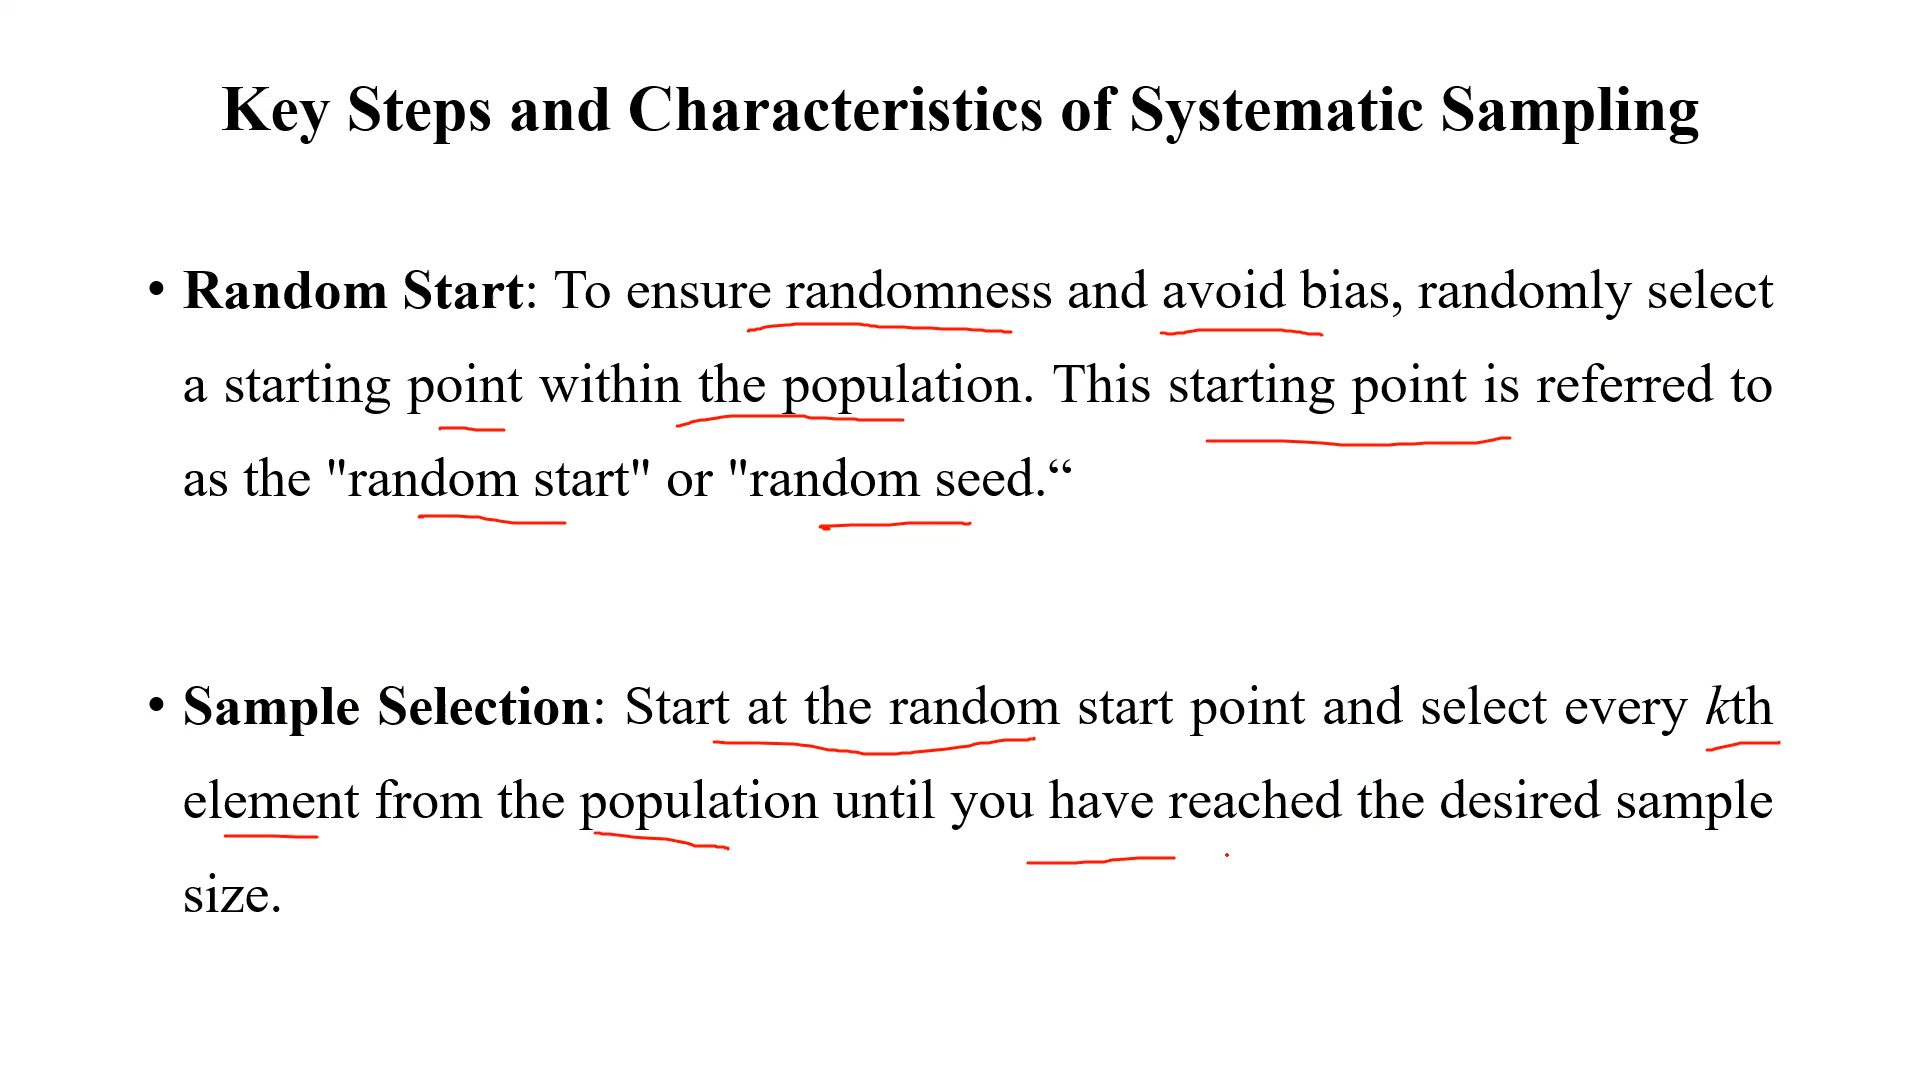 Key Steps and Characteristics of Systematic Sampling
• Random Start: To ensure randomness and avoid bias, randomly select
a starting point within the population. This starting point is referred to
as the "random start" or "random seed.“
• Sample Selection: Start at the random start point and select every kth
element from the population until you have reached the desired sample
size.